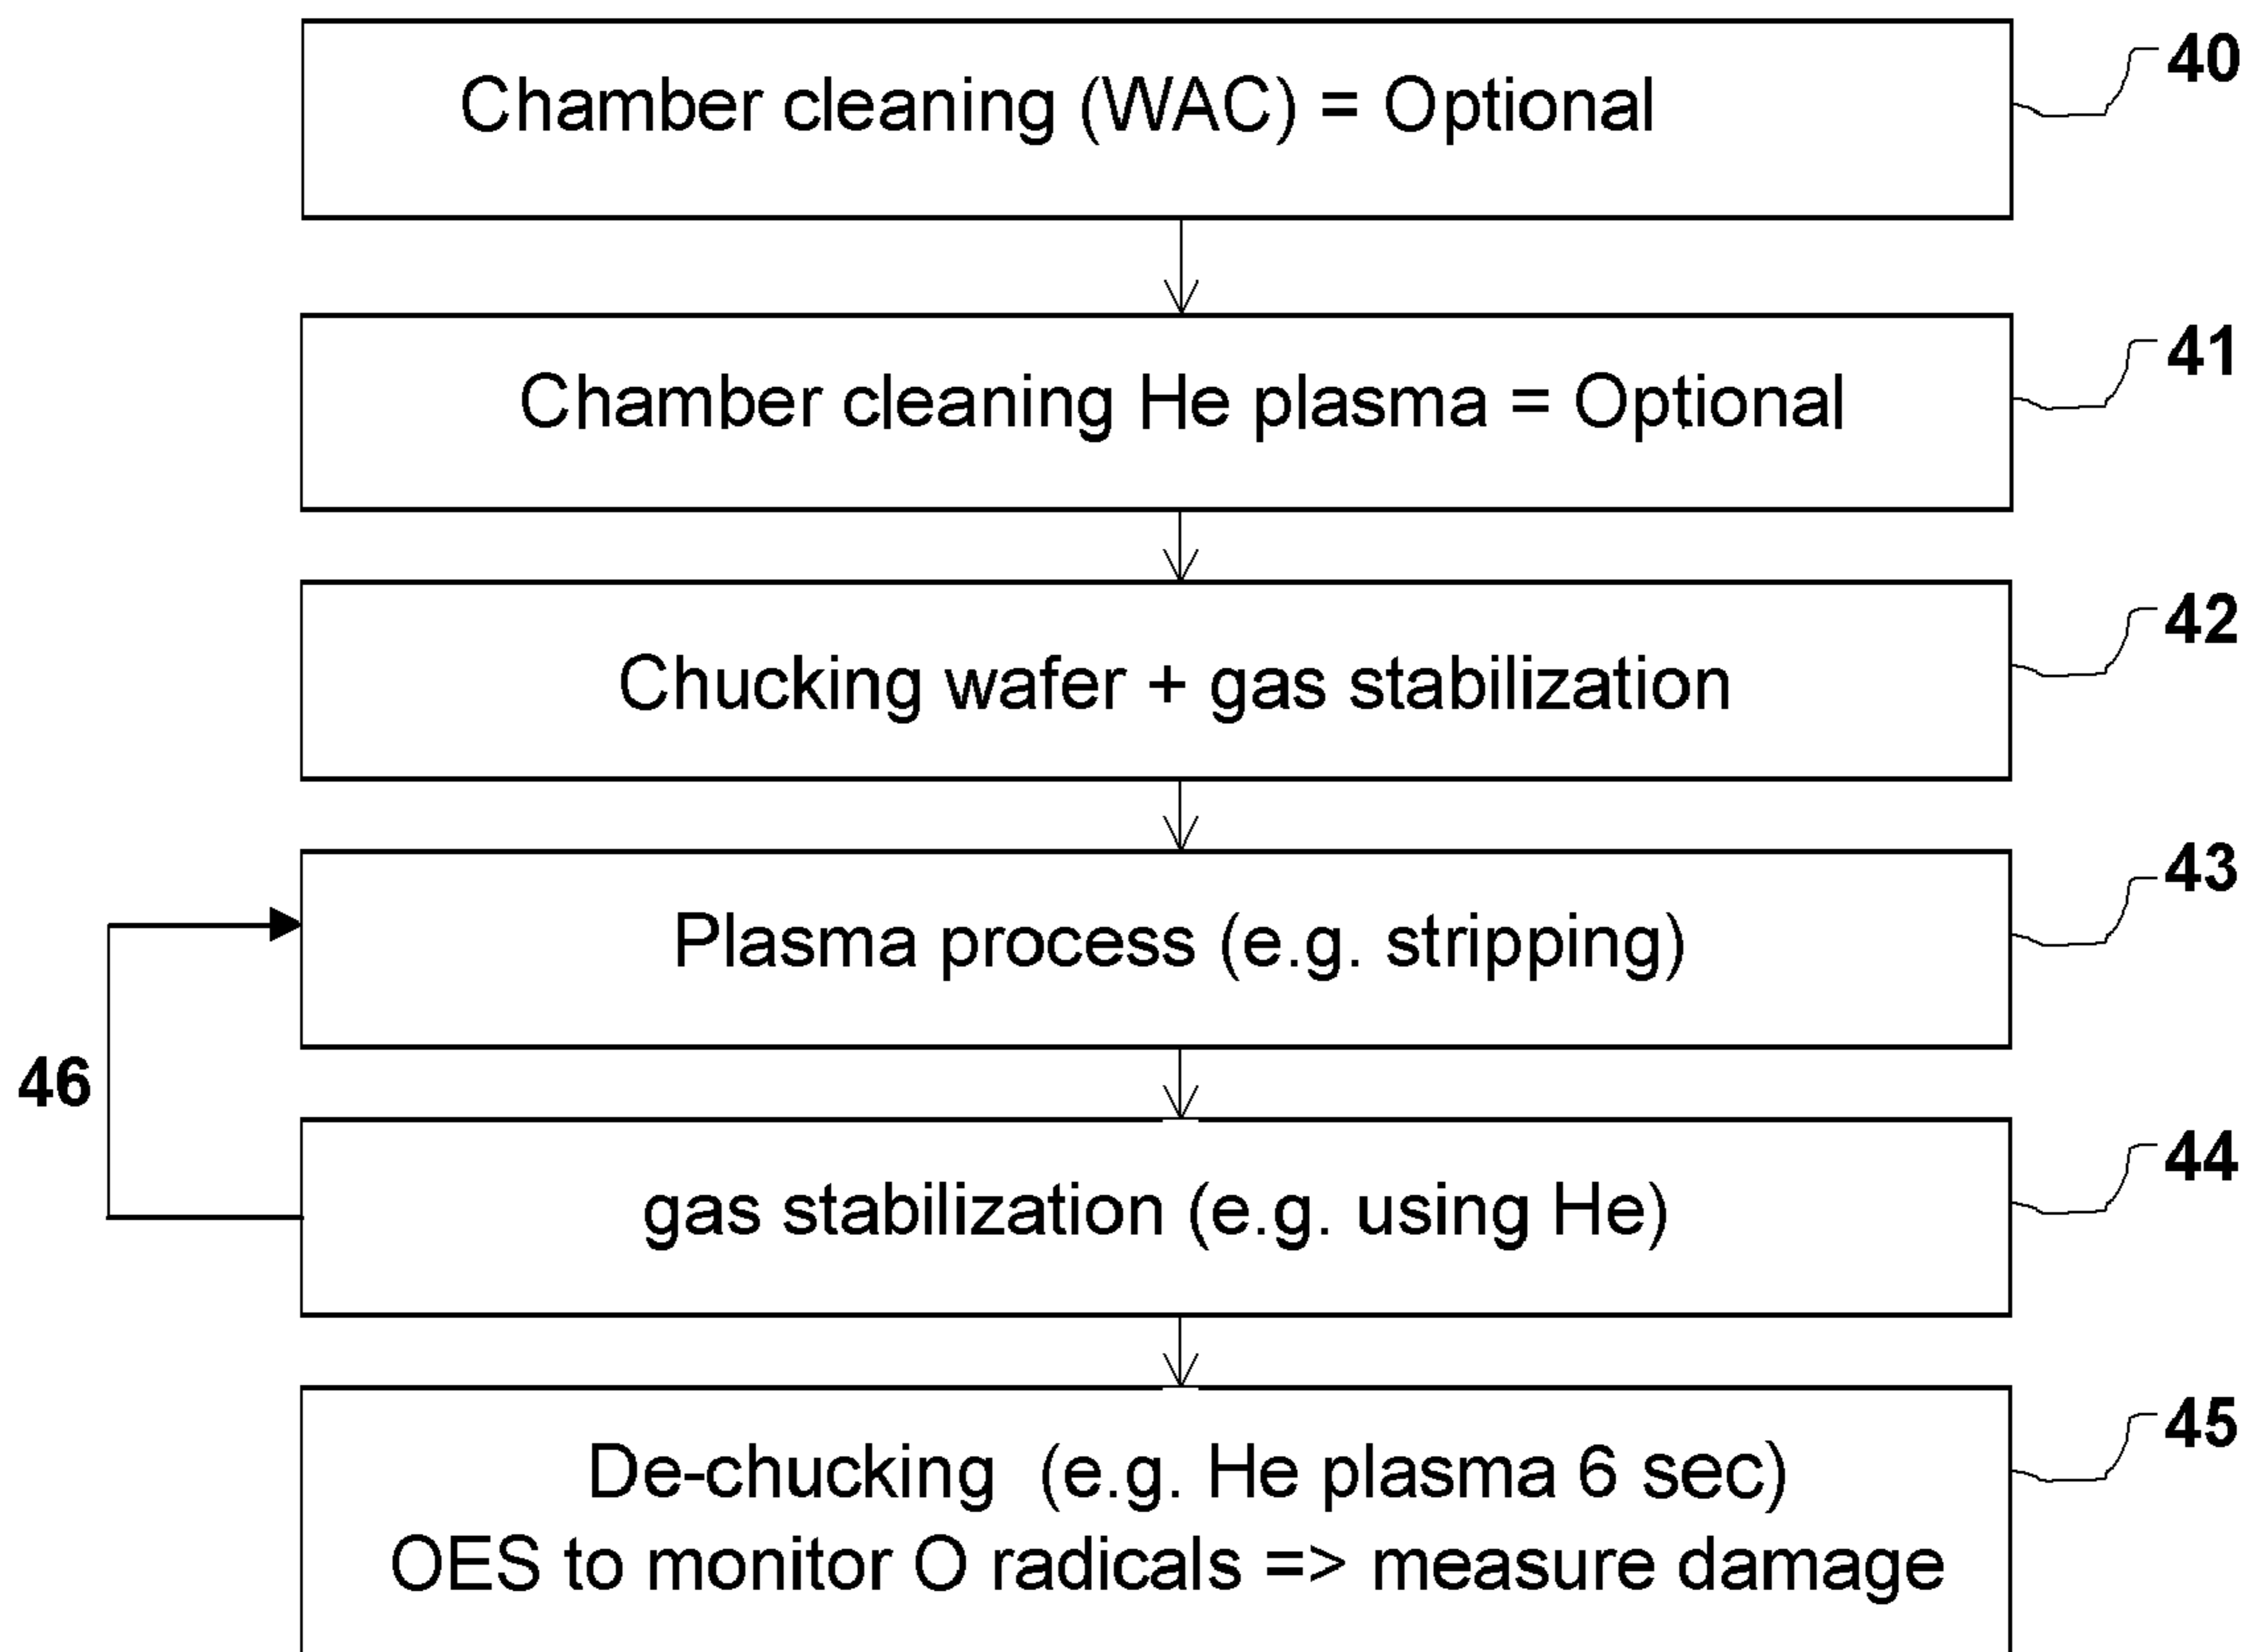 Chamber cleaning (WAC) = Optional
40
Chamber cleaning He plasma = Optional
41
Chucking wafer + gas stabilization
42
Plasma process (e.g. stripping)
43
46
gas stabilization (e.g. using He)
44
De-chucking (e.g. He plasma 6 sec)
45
OES to monitor O radicals => measure damage